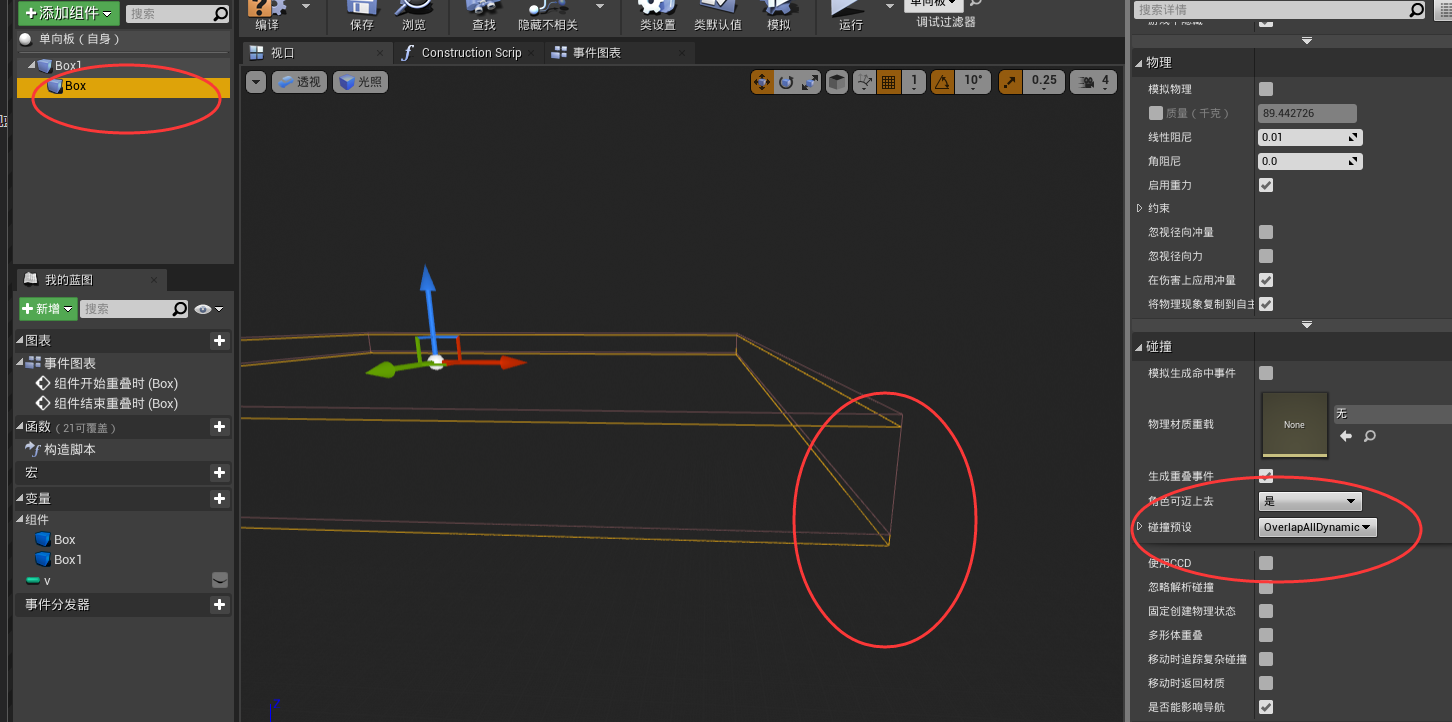 添加组件
搜索
单向板（自身）
Box1
Box
我的蓝图
新增
搜索
图表
事件图表
组件开始重叠时 (Box)
组件结束重叠时 (Box)
函数（21可覆盖）
构造脚本
宏
变量
组件
Box
Box1
v
事件分发器
编译
保存
浏览
查找
隐藏不相关
类设置
类默认值
模拟
运行
单向板
调试过滤器
视口
Construction Scrip
事件图表
透视
光照
1
10°
0.25
4
z
搜索详情
物理
模拟物理
质量（千克）
89.442726
线性阻尼
0.01
角阻尼
0.0
启用重力
约束
忽视径向冲量
忽视径向力
在伤害上应用冲量
将物理现象复制到自主
碰撞
模拟生成命中事件
物理材质重载
None
无
生成重叠事件
角色可迈上去
是
碰撞预设
OverlapAllDynamic
使用CCD
忽略解析碰撞
固定创建物理状态
多形体重叠
移动时追踪复杂碰撞
移动时返回材质
是否能影响导航